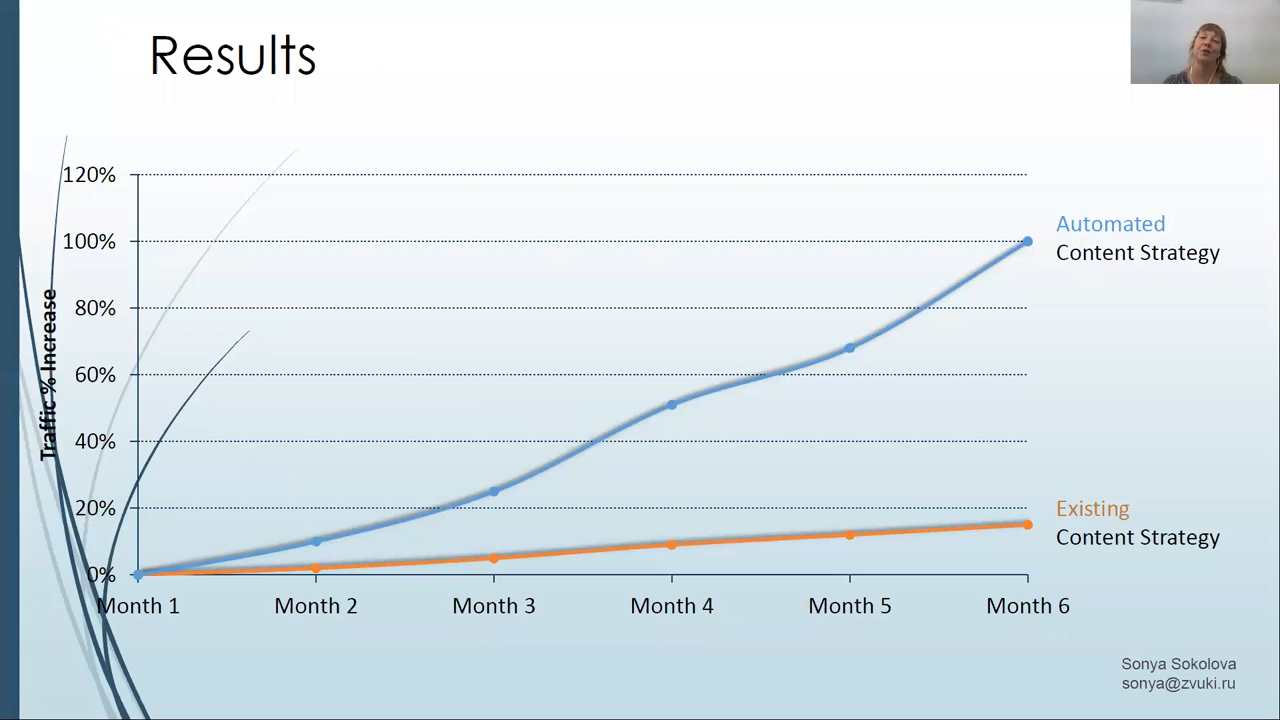 Results
120%
100%
80%
60%
40%
20%
0%
Traffic % Increase
Month 1
Month 2
Month 3
Month 4
Month 5
Month 6
Automated
Content Strategy
Existing
Content Strategy
Sonya Sokolova
sonya@zvuki.ru